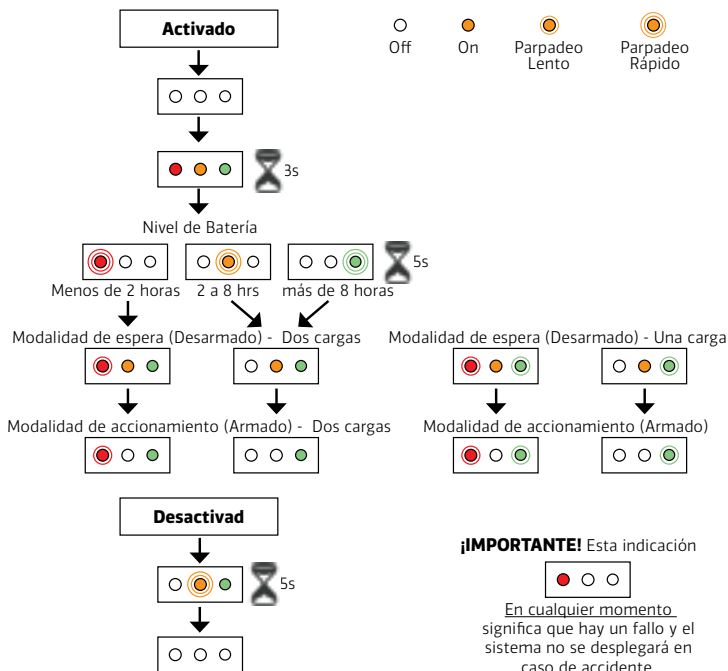 Activado
Off
On
Parpadeo
Lento
Parpadeo
Rápido
3s
Nivel de Batería
5s
Menos de 2 horas
2 a 8 hrs
más de 8 horas
Modalidad de espera (Desarmado) - Dos cargas
Modalidad de espera (Desarmado) - Una carga
Modalidad de accionamiento (Armado) - Dos cargas
Modalidad de accionamiento (Armado)
Desactivad
5s
¡IMPORTANTE! Esta indicación
En cualquier momento
significa que hay un fallo y el
sistema no se desplegará en
caso de accidente